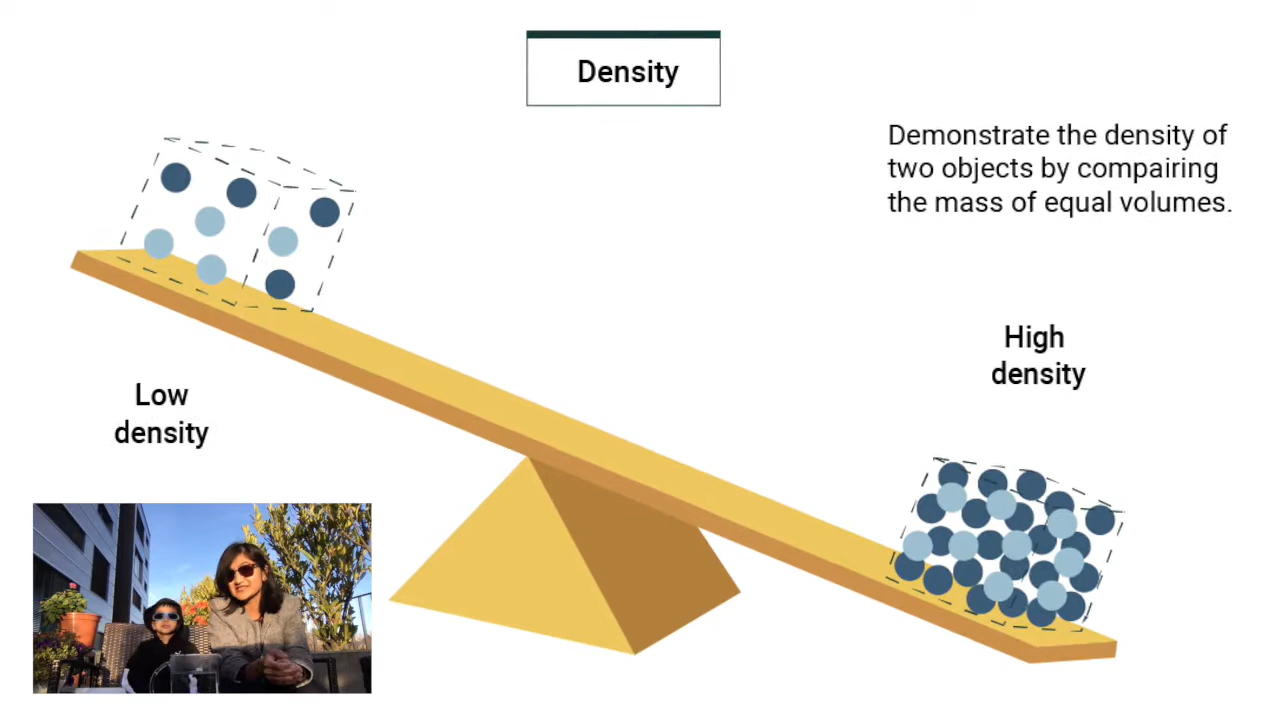 Density
Demonstrate the density of
two objects by compairing
the mass of equal volumes.
High
density
Low
density